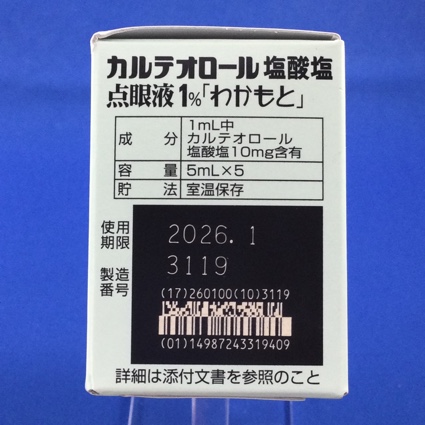 カルテオロール塩酸塩
点眼液1%「わかもと」
成分 1mL中
カルテオロール
塩酸塩10mg含有
容量 5mL×5
貯法 室温保存
使用期限 2026.1
製造番号 3119
(17)260100(10)3119
(01)14987243319409
詳細は添付文書を参照のこと